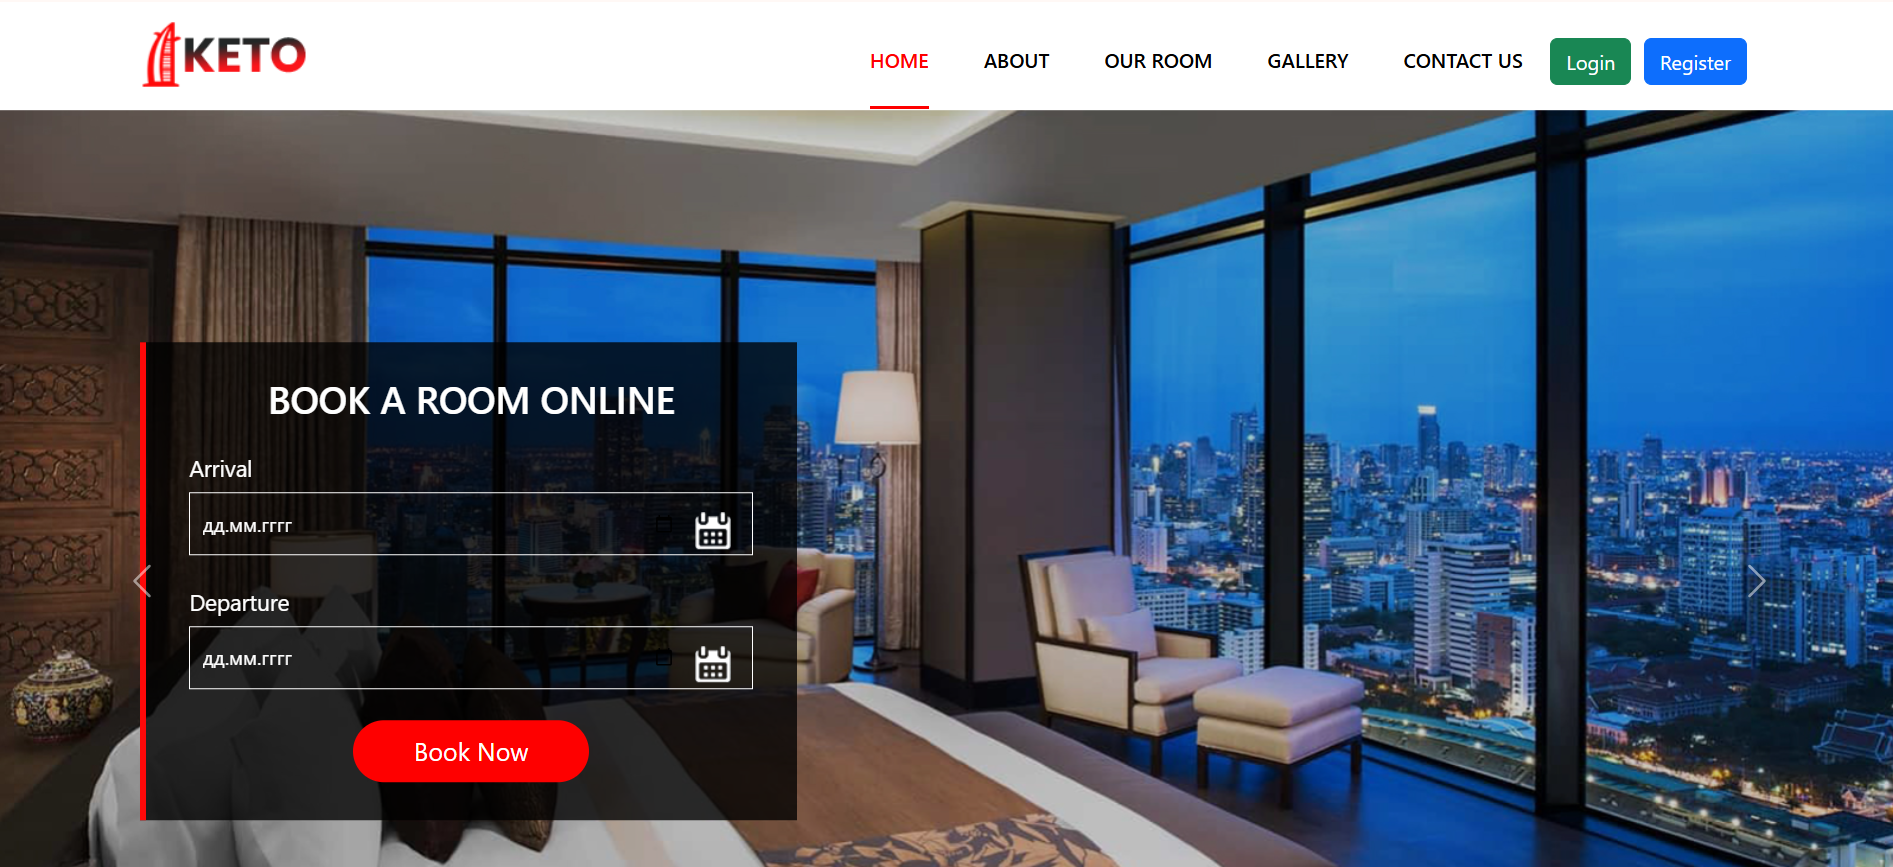 KETO
HOME ABOUT OUR ROOM GALLERY CONTACT US Login Register
BOOK A ROOM ONLINE
Arrival
дд.мм.гггг
Departure
дд.мм.гггг
Book Now